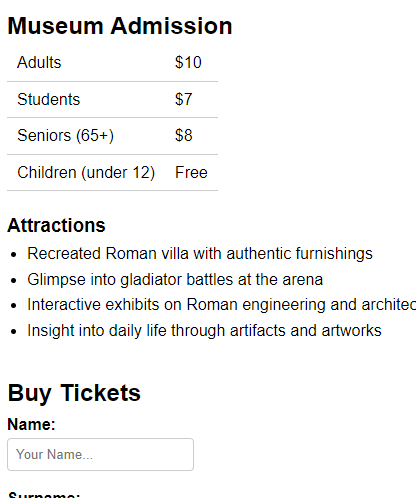 Museum Admission
Adults $10
Students $7
Seniors (65+) $8
Children (under 12) Free
Attractions
Recreated Roman villa with authentic furnishings
Glimpse into gladiator battles at the arena
Interactive exhibits on Roman engineering and architec
Insight into daily life through artifacts and artworks
Buy Tickets
Name:
Your Name...
Surname: